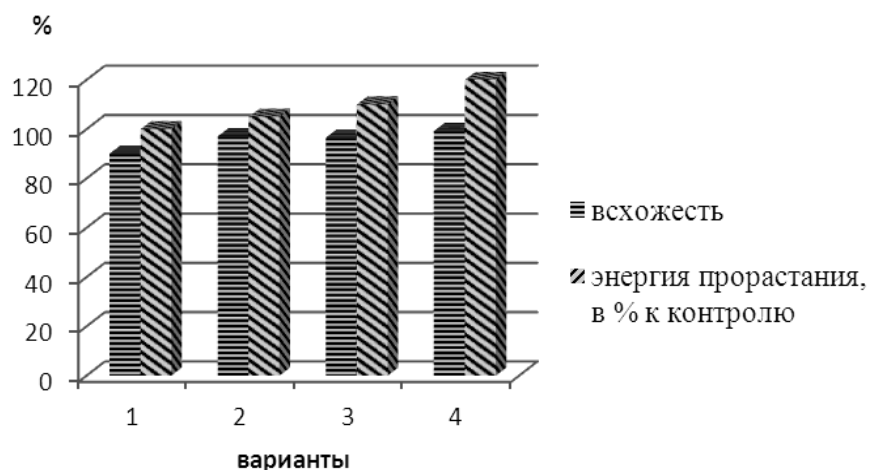 %
120
100
80
60
40
20
0
1 2 3 4
варианты
всхожесть
энергия прорастания,
в % к контролю